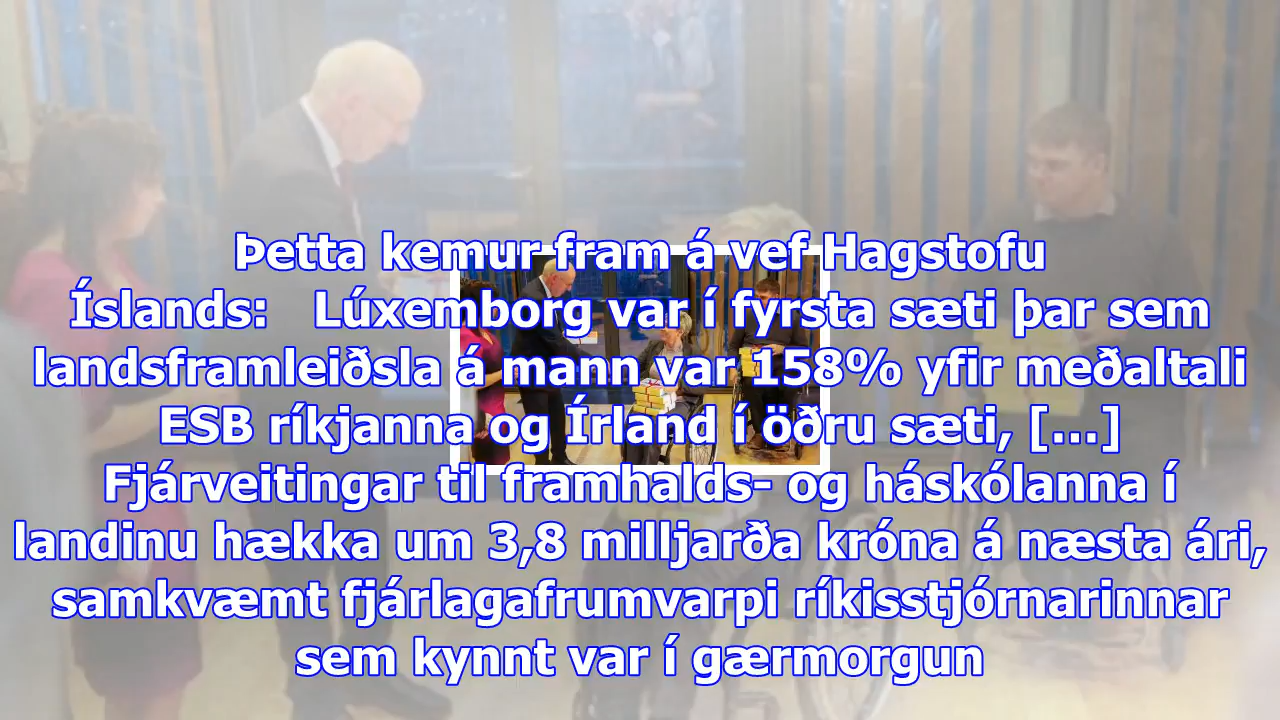 Þetta kemur fram á vef Hagstofu
Íslands:   Lúxemborg var í fyrsta sæti þar sem
landsframleiðsla á mann var 158% yfir meðaltali
ESB ríkjanna og Írland í öðru sæti, [...]
Fjárveitingar til framhalds- og háskólanna í
landinu hækka um 3,8 milljarða króna á næsta ári,
samkvæmt fjárlagafrumvarpi ríkisstjórnarinnar
sem kynnt var í gærmorgun